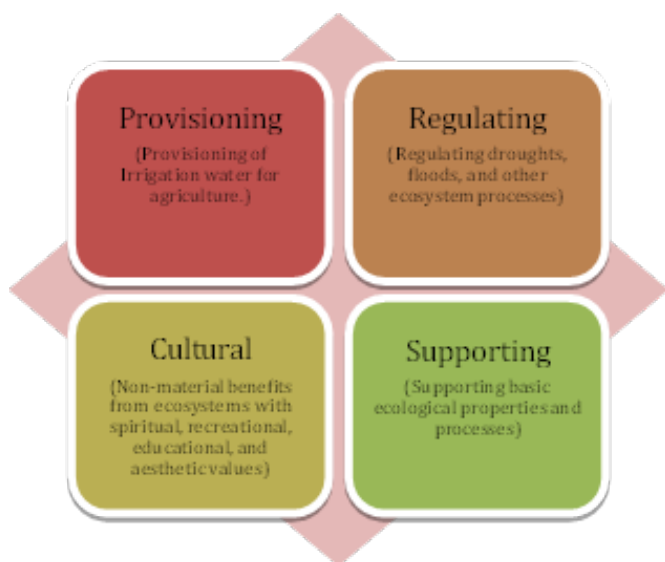 Provisioning
(Provisioning of
Irrigation water for
agriculture.)
Regulating
(Regulating droughts,
floods, and other
ecosystem processes)
Cultural
(Non-material benefits
from ecosystems with
spiritual, recreational,
educational, and
aesthetic values)
Supporting
(Supporting basic
ecological properties and
processes)